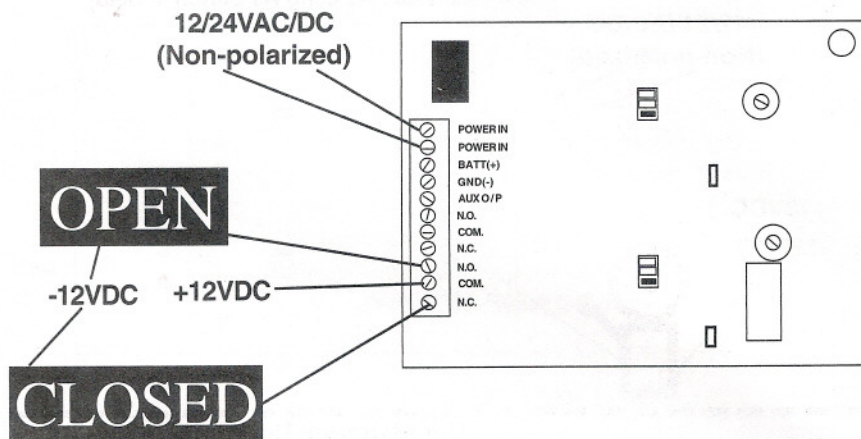 12/24VAC/DC
(Non-polarized)
POWER IN
POWER IN
BATT(+)
GND(-)
AUX O/P
N.O.
COM.
N.C.
N.O.
COM.
N.C.
OPEN
-12VDC +12VDC
CLOSED